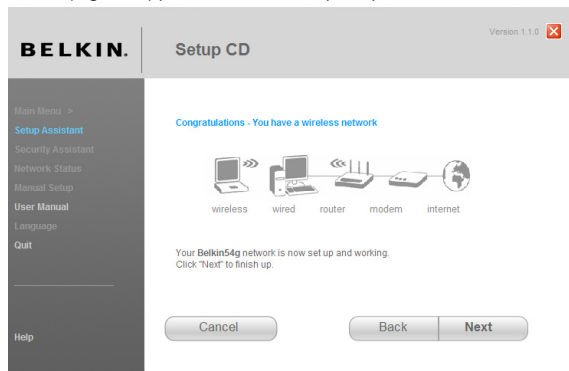 BELKIN.
Setup CD
Version 1.1.0
Main Menu >
Setup Assistant
Security Assistant
Network Status
Manual Setup
User Manual
Language
Quit
Help
Congratulations - You have a wireless network
wireless wired router modem internet
Your Belkin54g network is now set up and working.
Click "Next" to finish up.
Cancel
Back
Next